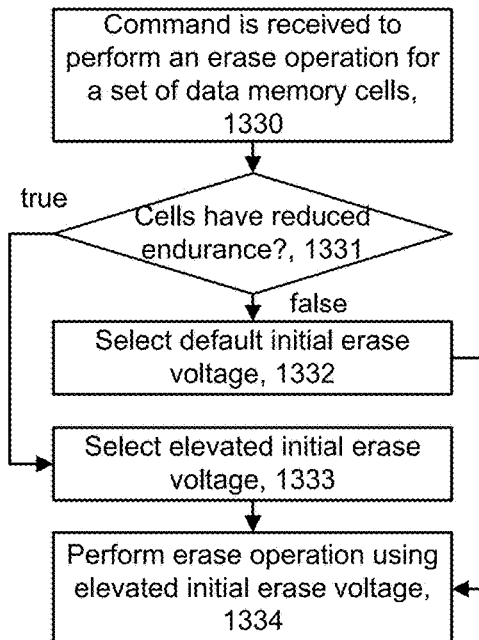 Command is received to
perform an erase operation for
a set of data memory cells,
1330
true
Cells have reduced
endurance?, 1331
false
Select default initial erase
voltage, 1332
Select elevated initial erase
voltage, 1333
Perform erase operation using
elevated initial erase voltage,
1334